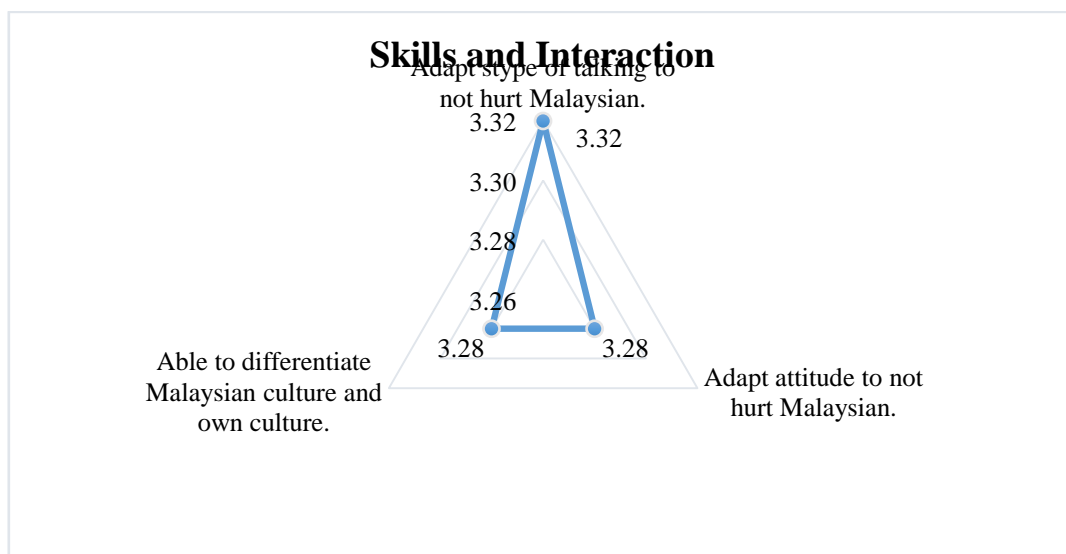 Skills and Interaction
Adapt stype of talking to
not hurt Malaysian.
3.32
3.32
3.30
3.28
3.26
3.28
3.28
Able to differentiate
Malaysian culture and
own culture.
Adapt attitude to not
hurt Malaysian.